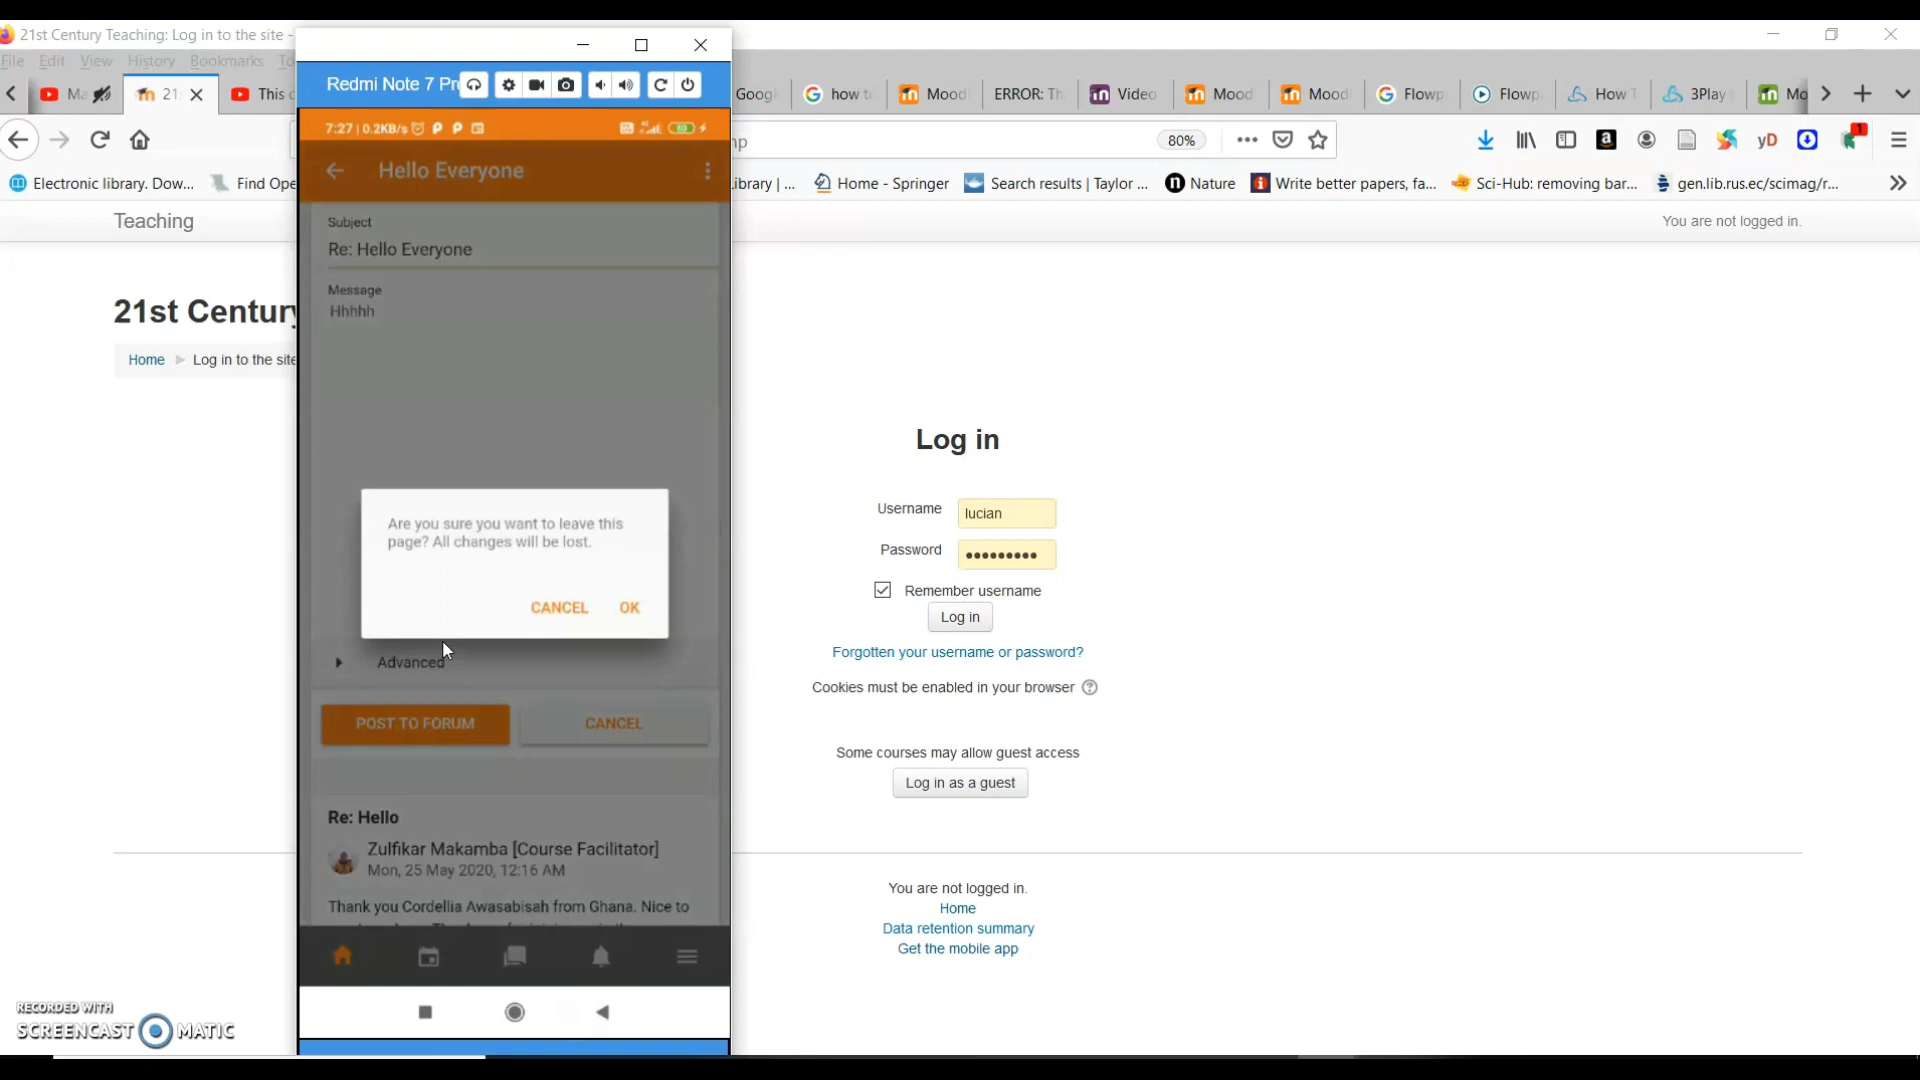 21st Century Teaching: Log in to the site -
File Edit View History Bookmarks To
Ma
21
This c
Goog
how t
Mood
ERROR: Th
Video
Mood
Mood
Flowp
Flowp
How T
3Play
Mo
80%
1
Electronic library. Dow...
Find Ope
ibrary | ...
Home - Springer
Search results | Taylor ...
Nature
Write better papers, fa...
Sci-Hub: removing bar...
gen.lib.rus.ec/scimag/r...
Teaching
You are not logged in.
21st Century
Home
Log in to the site
Redmi Note 7 Pr
7:27 | 0.2KB/s
Hello Everyone
Subject
Re: Hello Everyone
Message
Hhhhh
Are you sure you want to leave this
page? All changes will be lost.
CANCEL OK
Advanced
POST TO FORUM CANCEL
Re: Hello
Zulfikar Makamba [Course Facilitator]
Mon, 25 May 2020, 12:16 AM
Thank you Cordellia Awasabisah from Ghana. Nice to
Log in
Username lucian
Password
Remember username
Log in
Forgotten your username or password?
Cookies must be enabled in your browser
Some courses may allow guest access
Log in as a guest
You are not logged in.
Home
Data retention summary
Get the mobile app
RECORDED WITH
SCREENCAST MATIC